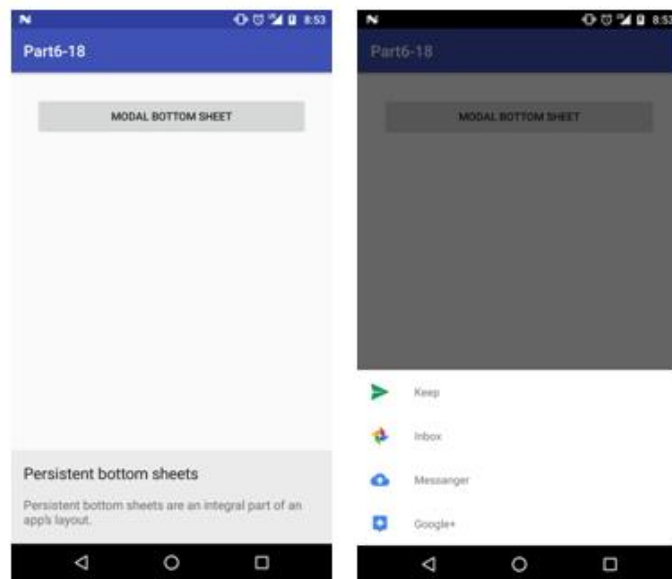 8:53
Part6-18
MODAL BOTTOM SHEET
Persistent bottom sheets
Persistent bottom sheets are an integral part of an
app's layout.
8:53
Part6-18
MODAL BOTTOM SHEET
Keep
Inbox
Messanger
Google+